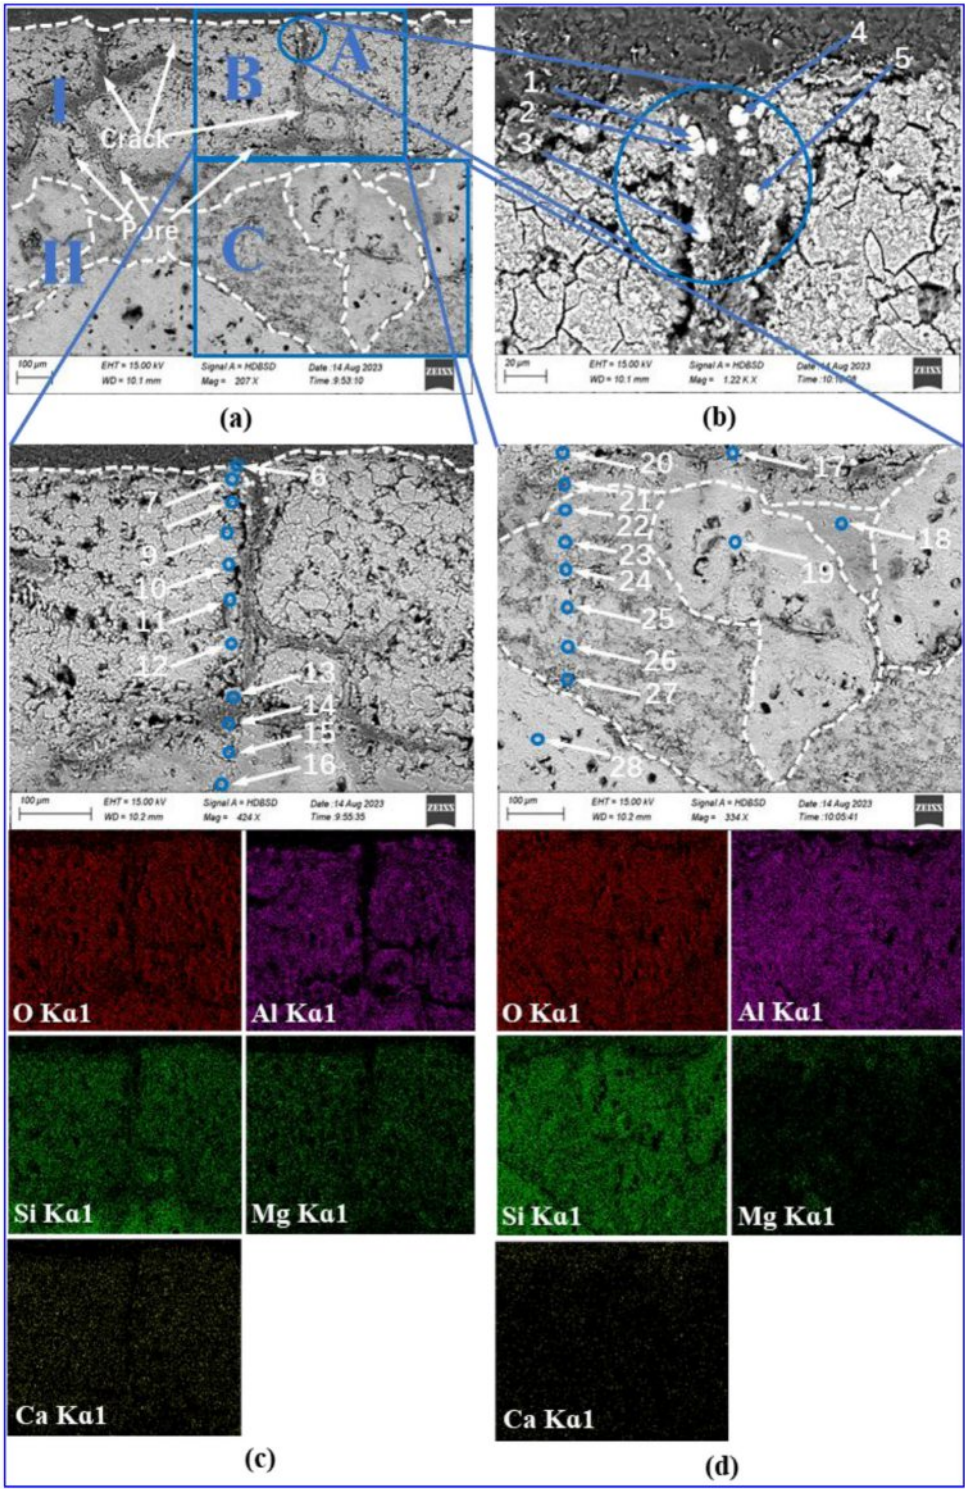 I
B
A
Crack
Pore
II
C
100 μm
EHT = 15.00 kV
WD = 10.1 mm
Signal A = HDBSD
Mag = 207 X
Date :14 Aug 2023
Time :9:53:10
ZEISS
(a)
1
2
3
4
5
20 μm
EHT = 15.00 kV
WD = 10.1 mm
Signal A = HDBSD
Mag = 1.22 K X
14 Aug 2023
ZEISS
(b)
6
7
9
10
11
12
13
14
15
16
100 μm
EHT = 15.00 kV
WD = 10.2 mm
Signal A = HDBSD
Mag = 424 X
Date :14 Aug 2023
Time :9:55:35
ZEISS
20
17
21
22
18
23
19
24
25
26
27
28
100 μm
EHT = 15.00 kV
WD = 10.2 mm
Signal A = HDBSD
Mag = 334 X
Date :14 Aug 2023
Time :10:05:41
ZEISS
O Kα1
Al Kα1
O Kα1
Al Kα1
Si Kα1
Mg Kα1
Si Kα1
Mg Kα1
Ca Kα1
Ca Kα1
(c)
(d)